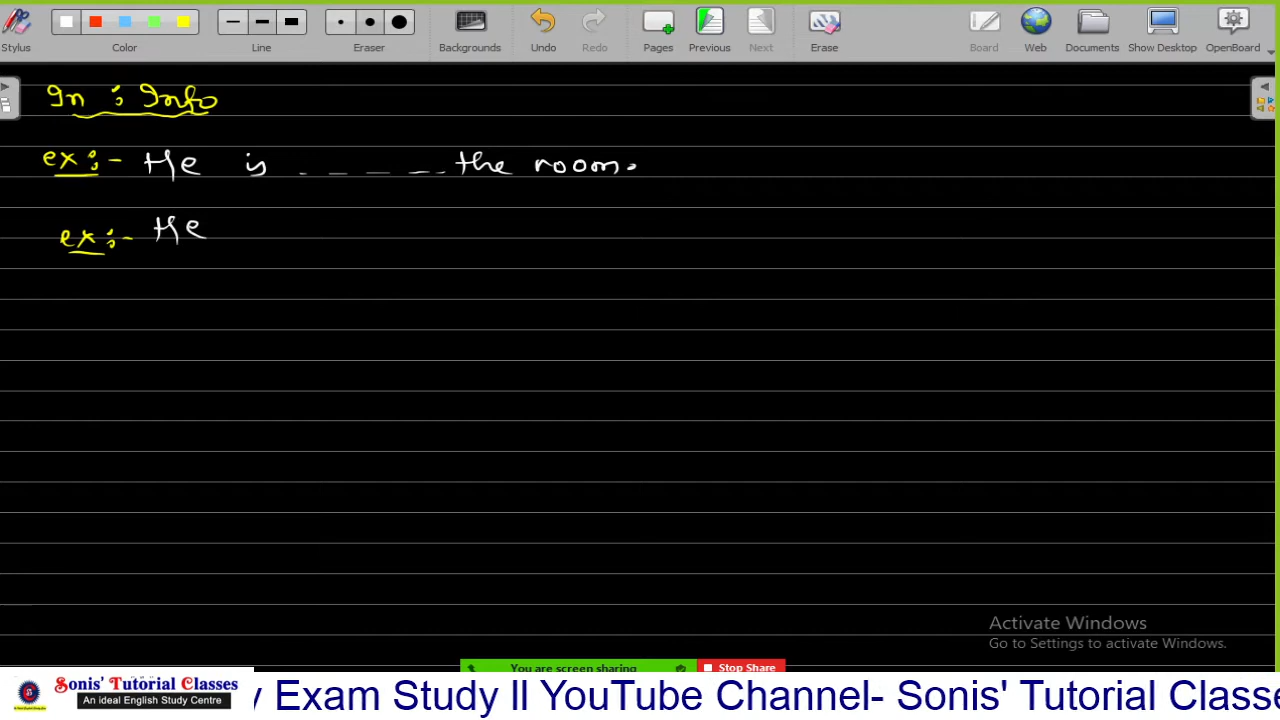 Stylus Color Line Eraser Backgrounds Undo Redo Pages Previous Next Erase Board Web Documents Show Desktop OpenBoard
In : Info
ex:- He is _ _ _ _ the room.
ex:- He
Activate Windows
Go to Settings to activate Windows.
You are screen sharing Stop Share
Sonis' Tutorial Classes
An ideal English Study Centre
y Exam Study ll YouTube Channel- Sonis' Tutorial Classe